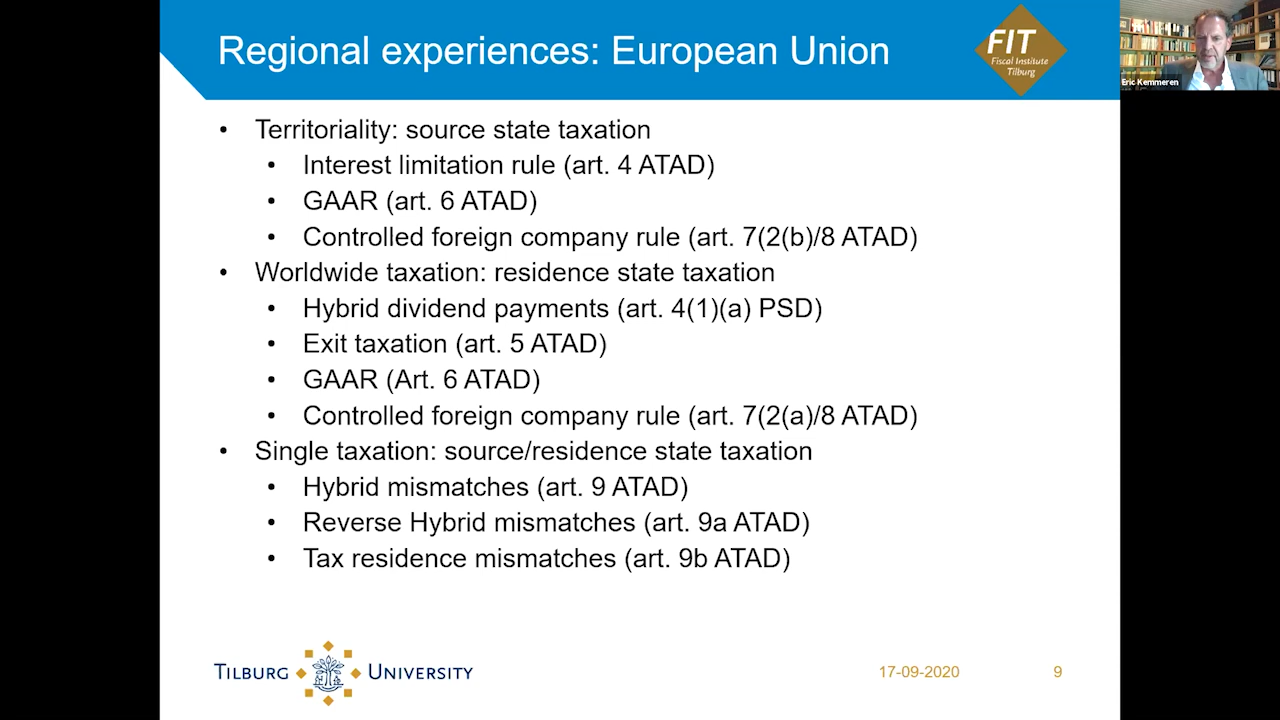 Regional experiences: European Union
FIT
Fiscal Institute
Tilburg
Eric Kemmeren
• Territoriality: source state taxation
• Interest limitation rule (art. 4 ATAD)
• GAAR (art. 6 ATAD)
• Controlled foreign company rule (art. 7(2(b)/8 ATAD)
• Worldwide taxation: residence state taxation
• Hybrid dividend payments (art. 4(1)(a) PSD)
• Exit taxation (art. 5 ATAD)
• GAAR (Art. 6 ATAD)
• Controlled foreign company rule (art. 7(2(a)/8 ATAD)
• Single taxation: source/residence state taxation
• Hybrid mismatches (art. 9 ATAD)
• Reverse Hybrid mismatches (art. 9a ATAD)
• Tax residence mismatches (art. 9b ATAD)
TILBURG UNIVERSITY
17-09-2020
9